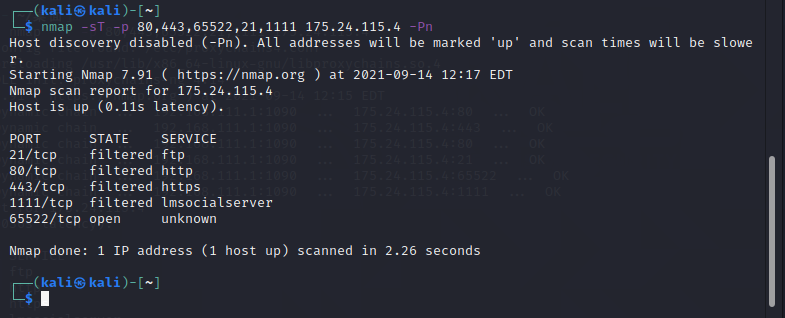 ┌──(kali㉿kali)-[~]
└─$ nmap -sT -p 80,443,65522,21,1111 175.24.115.4 -Pn
Host discovery disabled (-Pn). All addresses will be marked 'up' and scan times will be slowe
r.
Starting Nmap 7.91 ( https://nmap.org ) at 2021-09-14 12:17 EDT
Nmap scan report for 175.24.115.4
Host is up (0.11s latency).
PORT      STATE    SERVICE
21/tcp    filtered ftp
80/tcp    filtered http
443/tcp   filtered https
1111/tcp  filtered lmsocialserver
65522/tcp open     unknown
Nmap done: 1 IP address (1 host up) scanned in 2.26 seconds
┌──(kali㉿kali)-[~]
└─$